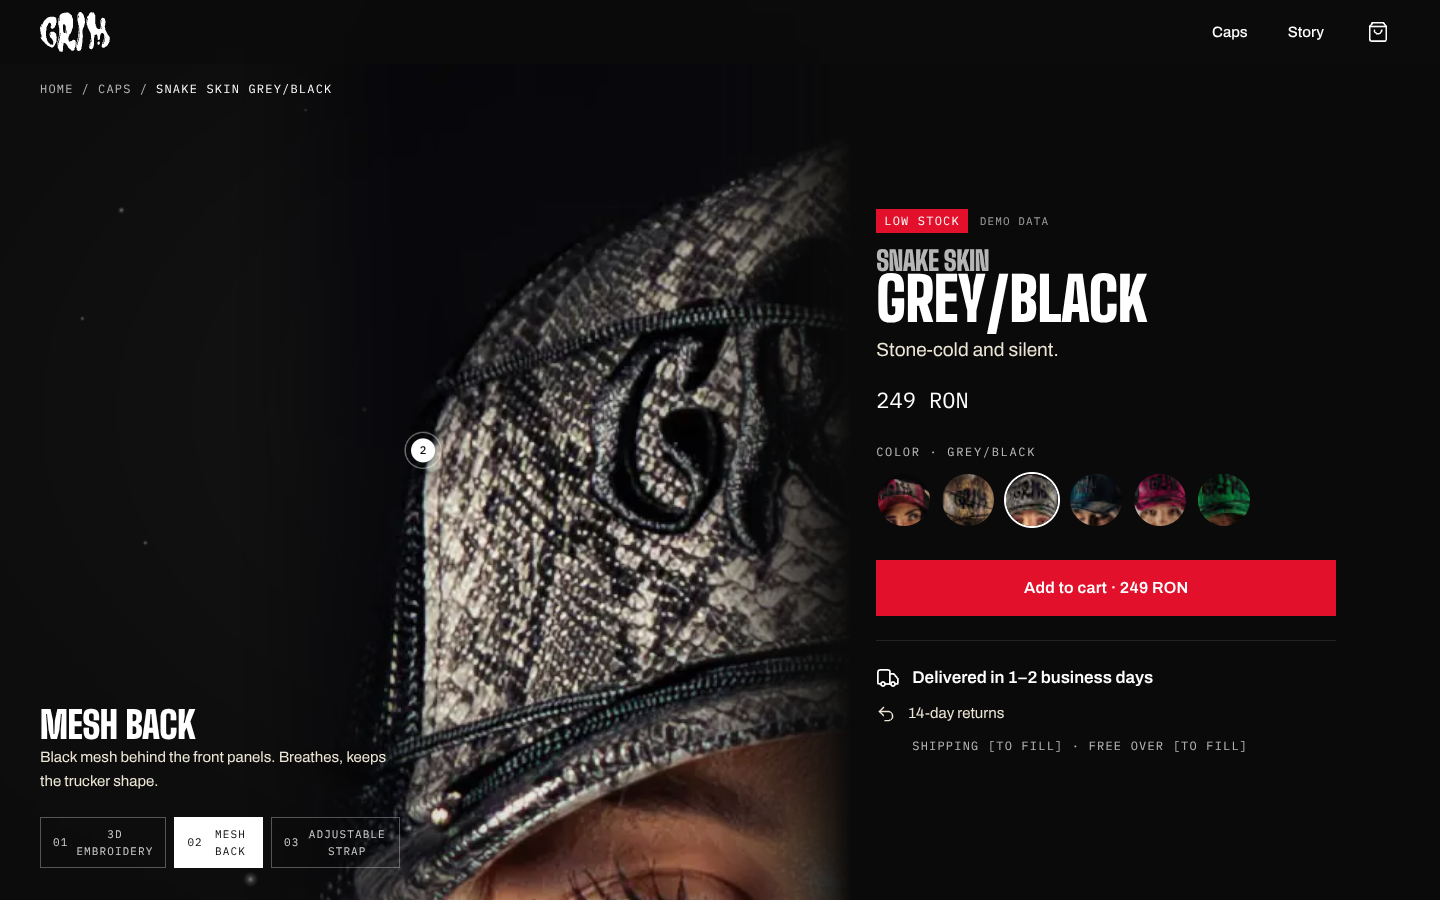 GRIM
Caps
Story
HOME / CAPS / SNAKE SKIN GREY/BLACK
LOW STOCK
DEMO DATA
SNAKE SKIN
GREY/BLACK
Stone-cold and silent.
249 RON
COLOR · GREY/BLACK
Add to cart · 249 RON
Delivered in 1–2 business days
14-day returns
SHIPPING [TO FILL] · FREE OVER [TO FILL]
2
MESH BACK
Black mesh behind the front panels. Breathes, keeps
the trucker shape.
01 3D
EMBROIDERY
02 MESH
BACK
03 ADJUSTABLE
STRAP